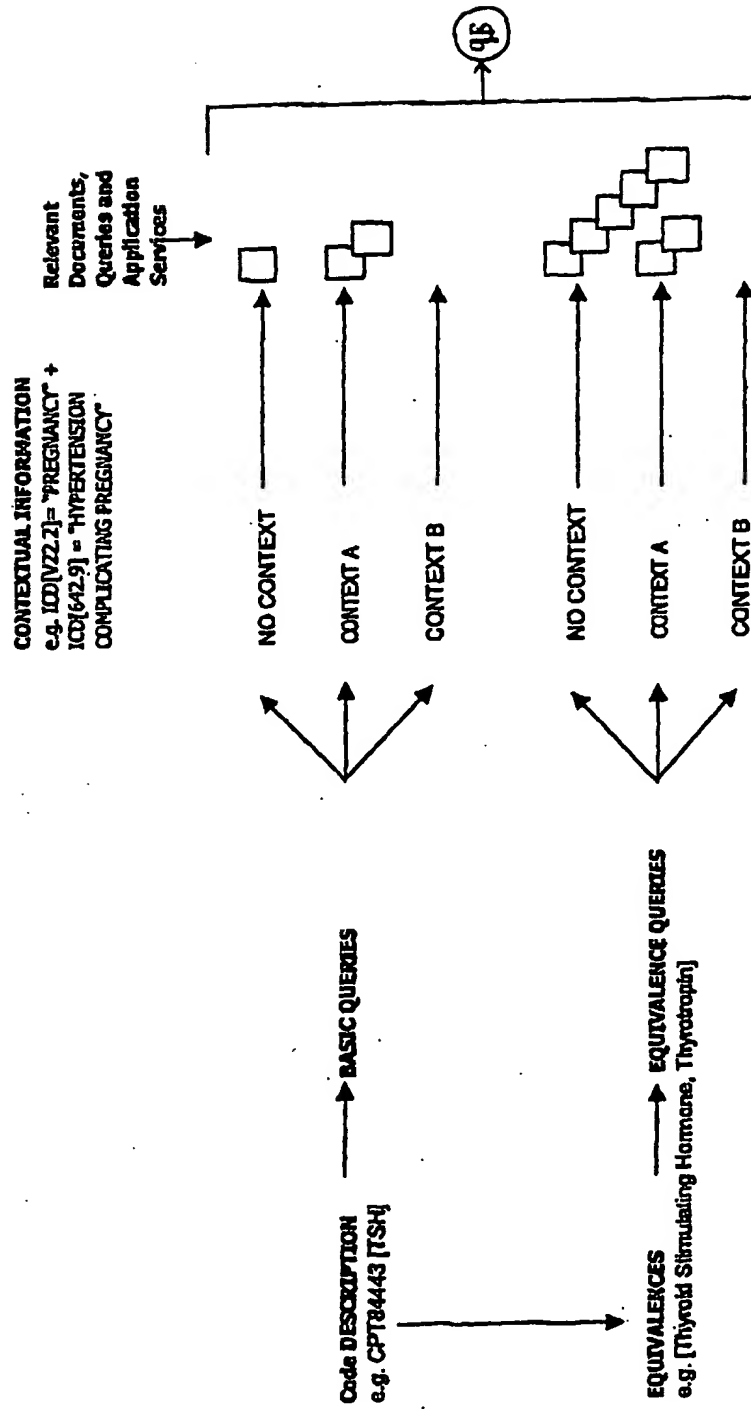 CONTEXTUAL INFORMATION
e.g. ICD[V22.2]= "PREGNANCY" +
ICD[642.9] = "HYPERTENSION
COMPLICATING PREGNANCY"
Relevant
Documents,
Queries and
Application
Services
NO CONTEXT
CONTEXT A
CONTEXT B
Code DESCRIPTION
e.g. CPT84443 [TSH]
BASIC QUERIES
NO CONTEXT
CONTEXT A
CONTEXT B
EQUIVALENCES
e.g. [Thyroid Stimulating Hormone, Thyrotropin]
EQUIVALENCE QUERIES